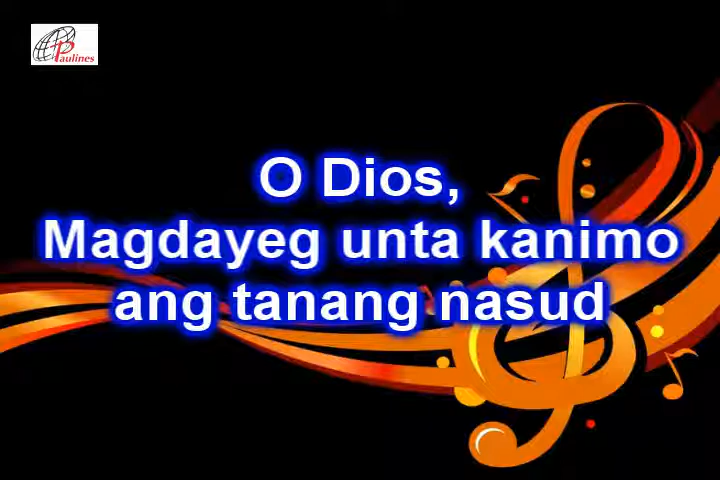 Paulines
O Dios,
Magdayeg unta kanimo
ang tanang nasud